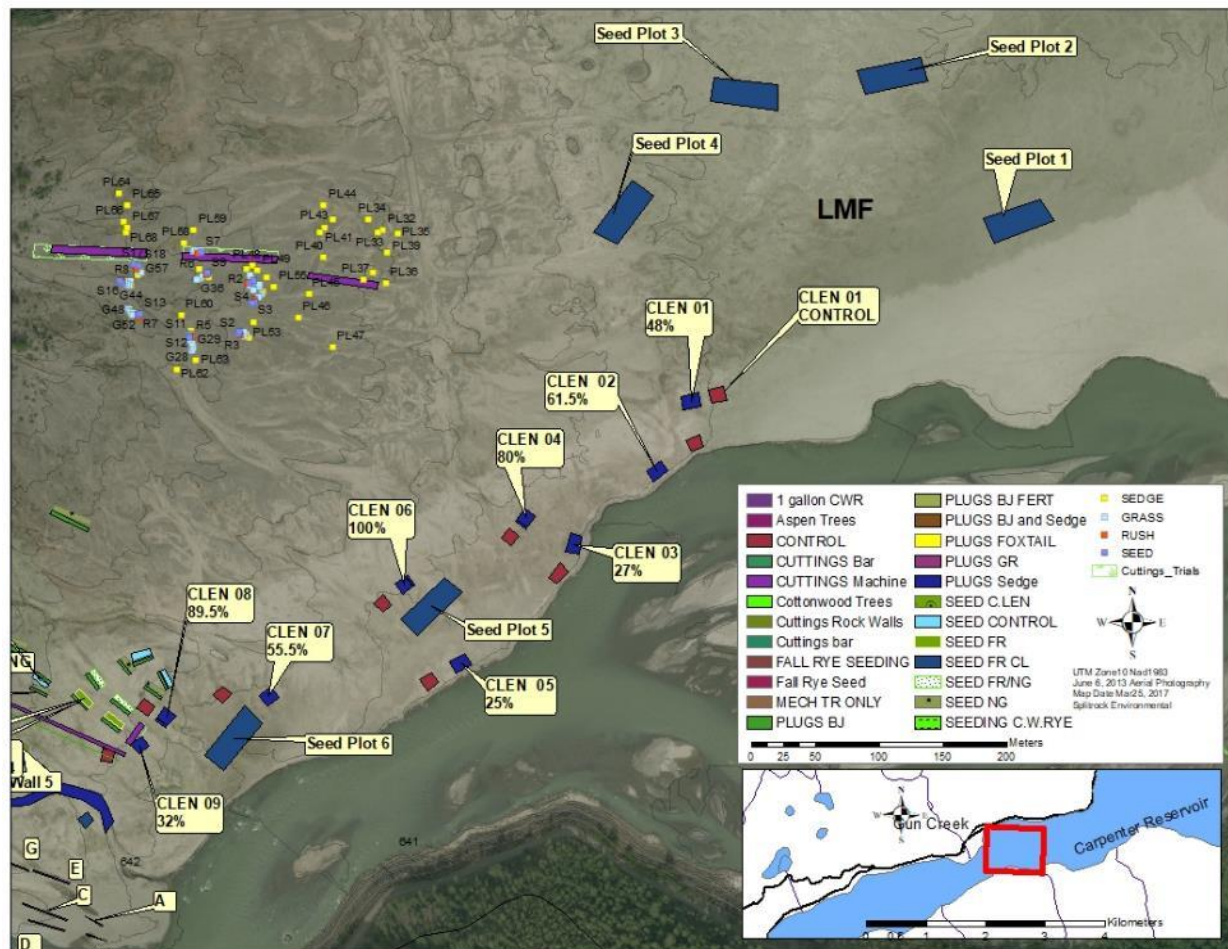 Seed Plot 3
Seed Plot 2
Seed Plot 4
Seed Plot 1
LMF
PL64
PL65
PL66
PL67
PL68
PL69
S7
PL58
S18
R8
G57
S16
G44
S13
G48
G52
R7
R6
S9
G36
PL60
S11
R5
S12
G29
G28
PL63
PL62
PL49
R2
PL55
S4
S3
S2
R3
PL53
PL44
PL43
PL34
PL32
PL41
PL33
PL35
PL40
PL39
PL37
PL36
PL46
PL47
CLEN 01
48%
CLEN 01
CONTROL
CLEN 02
61.5%
CLEN 04
80%
CLEN 06
100%
CLEN 03
27%
CLEN 08
89.5%
CLEN 07
55.5%
Seed Plot 5
CLEN 05
25%
Seed Plot 6
NG
Wall 5
CLEN 09
32%
641
642
G
E
C
A
D
1 gallon CWR
Aspen Trees
CONTROL
CUTTINGS Bar
CUTTINGS Machine
Cottonwood Trees
Cuttings Rock Walls
Cuttings bar
FALL RYE SEEDING
Fall Rye Seed
MECH TR ONLY
PLUGS BJ
PLUGS BJ FERT
PLUGS BJ and Sedge
PLUGS FOXTAIL
PLUGS GR
PLUGS Sedge
SEED C.LEN
SEED CONTROL
SEED FR
SEED FR CL
SEED FR/NG
SEED NG
SEEDING C.W.RYE
SEDGE
GRASS
RUSH
SEED
Cuttings_Trials
N
W E
S
UTM Zone10 Nad1983
June 6, 2013 Aerial Photography
Map Date Mar25, 2017
Splitrock Environmental
Meters
0 25 50 100 150 200
N
W E
S
Gun Creek
Carpenter Reservoir
Kilometers
0 0.5 1 2 3 4